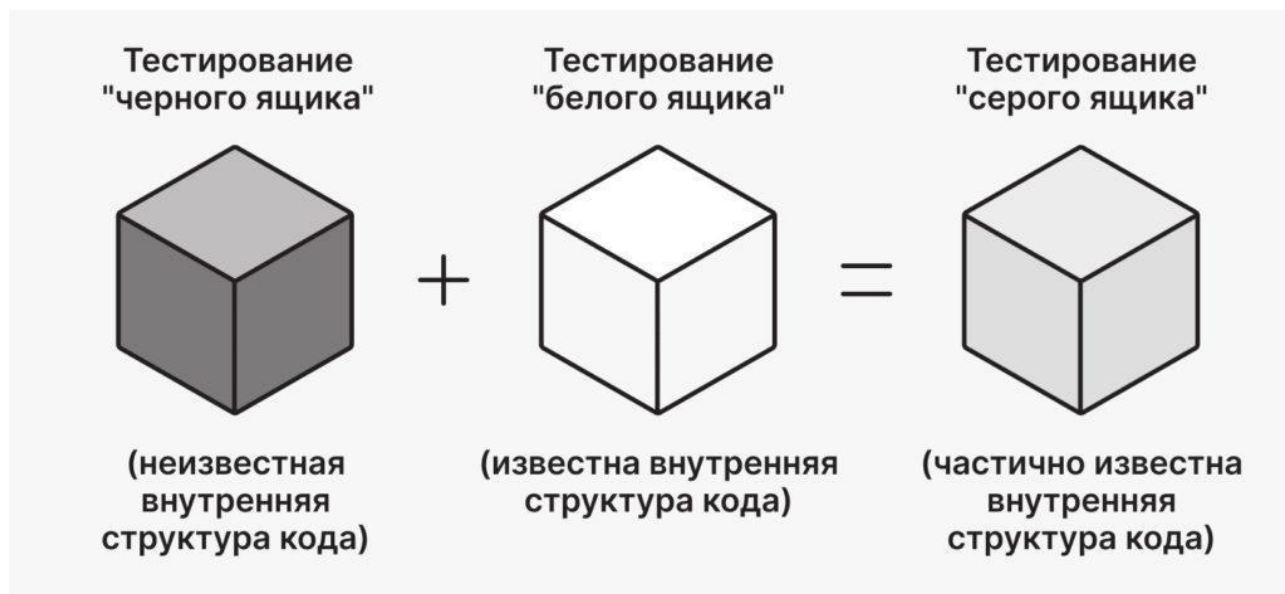 Тестирование
"черного ящика"
Тестирование
"белого ящика"
Тестирование
"серого ящика"
+
=
(неизвестная
внутренняя
структура кода)
(известна внутренняя
структура кода)
(частично известна
внутренняя
структура кода)